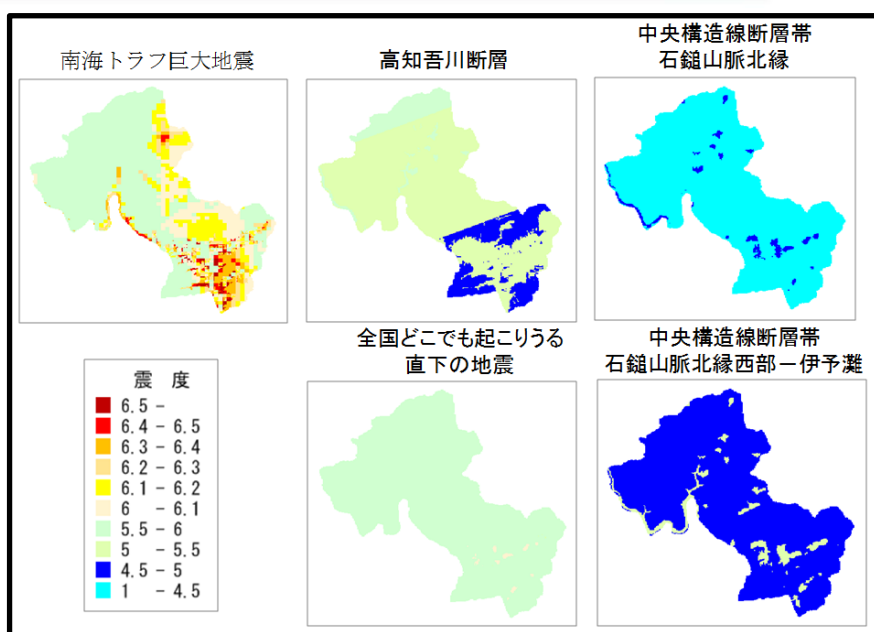 南海トラフ巨大地震
高知吾川断層
中央構造線断層帯
石鎚山脈北縁
全国どこでも起こりうる
直下の地震
中央構造線断層帯
石鎚山脈北縁西部－伊予灘
震 度
6.5 -
6.4 - 6.5
6.3 - 6.4
6.2 - 6.3
6.1 - 6.2
6 - 6.1
5.5 - 6
5 - 5.5
4.5 - 5
1 - 4.5